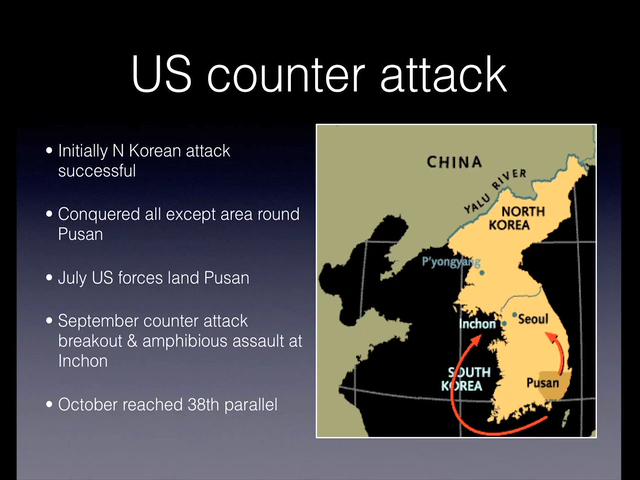 US counter attack
• Initially N Korean attack
successful
• Conquered all except area round
Pusan
• July US forces land Pusan
• September counter attack
breakout & amphibious assault at
Inchon
• October reached 38th parallel
CHINA
YALU RIVER
NORTH
KOREA
P'yongyang
Inchon
Seoul
SOUTH
KOREA
Pusan